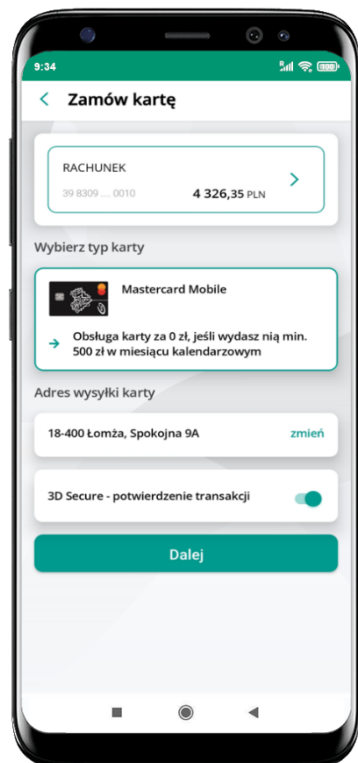 9:34
Zamów kartę
RACHUNEK
39 8309 ... 0010 4 326,35 PLN
Wybierz typ karty
Mastercard Mobile
Obsługa karty za 0 zł, jeśli wydasz nią min.
500 zł w miesiącu kalendarzowym
Adres wysyłki karty
18-400 Łomża, Spokojna 9A zmień
3D Secure - potwierdzenie transakcji
Dalej